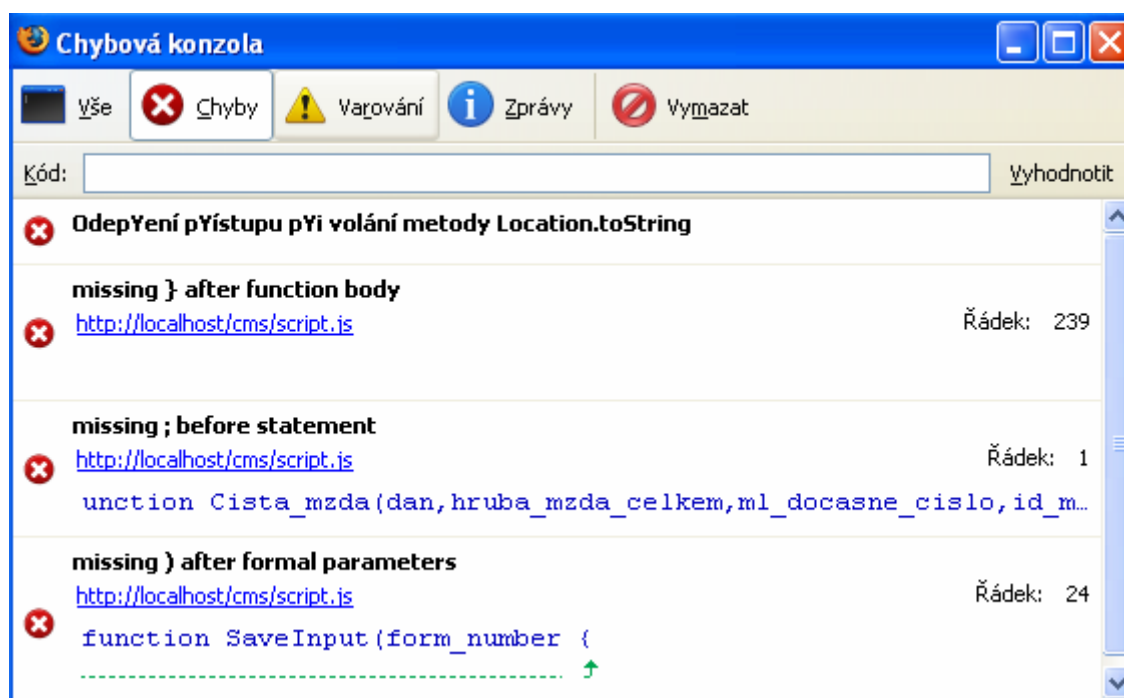 Chybová konzola
Vše Chyby Varování Zprávy Vymazat
Kód: Vyhodnotit
OdepYení pYístupu pYi volání metody Location.toString
missing } after function body
http://localhost/cms/script.js Řádek: 239
missing ; before statement
http://localhost/cms/script.js Řádek: 1
unction Cista_mzda(dan,hruba_mzda_celkem,ml_docasne_cislo,id_m…
missing ) after formal parameters
http://localhost/cms/script.js Řádek: 24
function SaveInput(form_number {